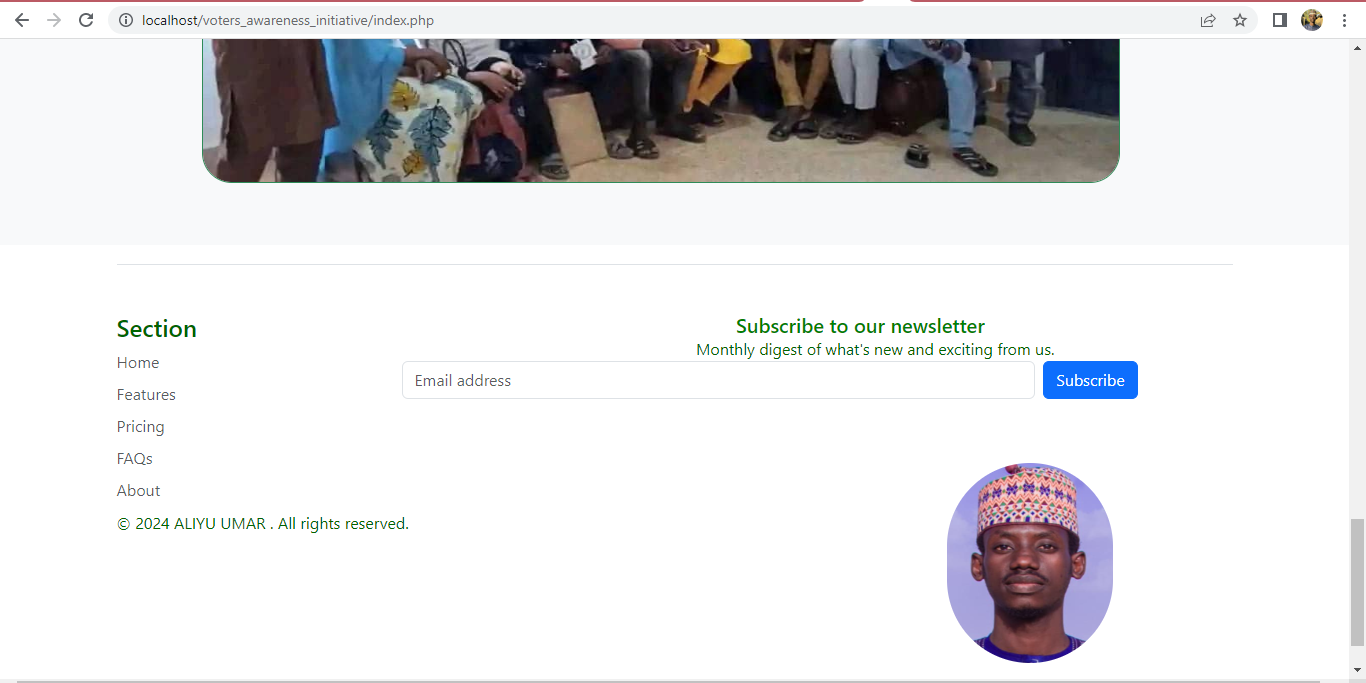 localhost/voters_awareness_initiative/index.php
Section
Home
Features
Pricing
FAQs
About
© 2024 ALIYU UMAR . All rights reserved.
Subscribe to our newsletter
Monthly digest of what's new and exciting from us.
Email address
Subscribe